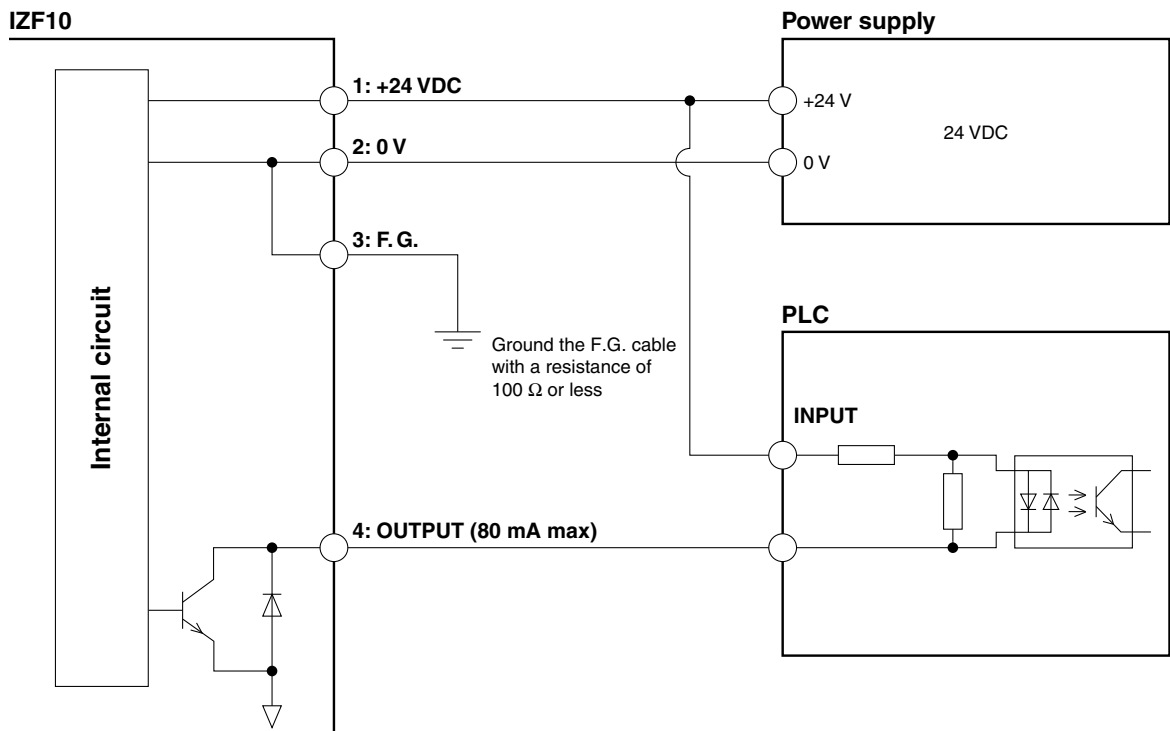 IZF10
Power supply
1: +24 VDC
+24 V
24 VDC
2: 0 V
0 V
3: F. G.
Internal circuit
Ground the F.G. cable
with a resistance of
100 Ω or less
PLC
INPUT
4: OUTPUT (80 mA max)